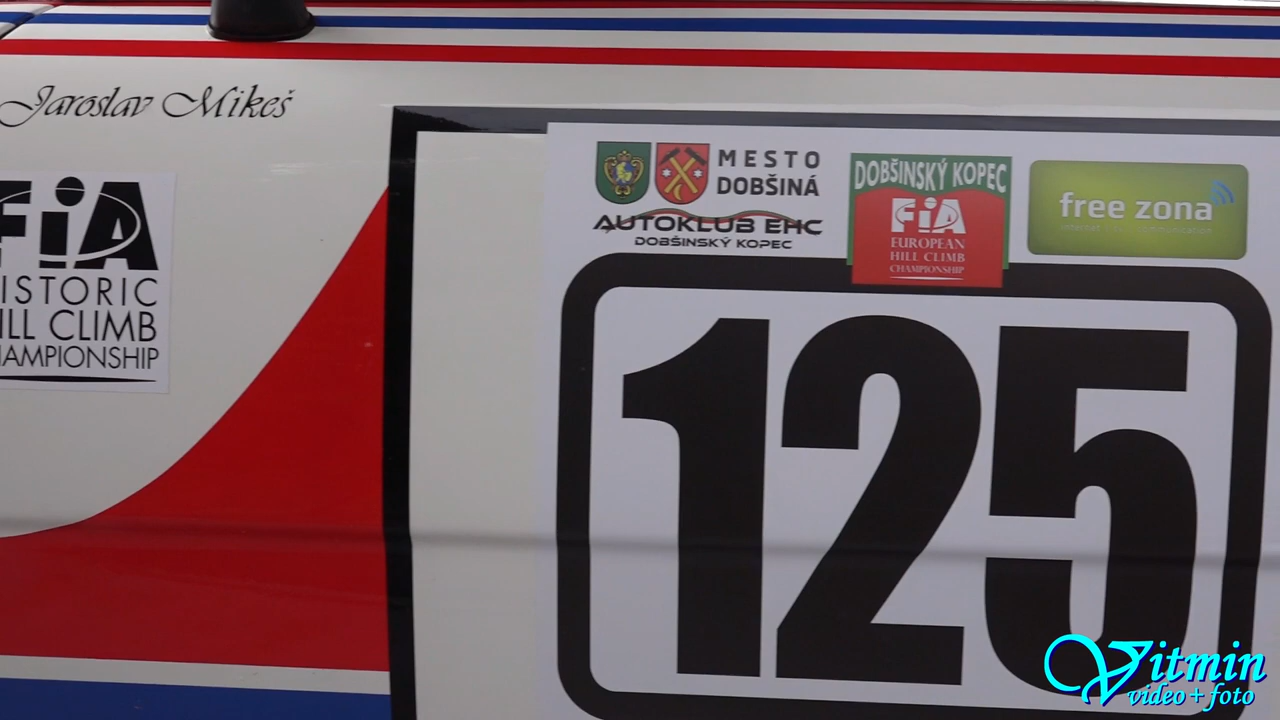 Jaroslav Mikeš
FiA
ISTORIC
ILL CLIMB
AMPIONSHIP
MESTO
DOBŠINÁ
AUTOKLUB EHC
DOBŠINSKÝ KOPEC
DOBŠINSKÝ KOPEC
FiA
EUROPEAN
HILL CLIMB
CHAMPIONSHIP
free zona
125
Vitmin
video + foto